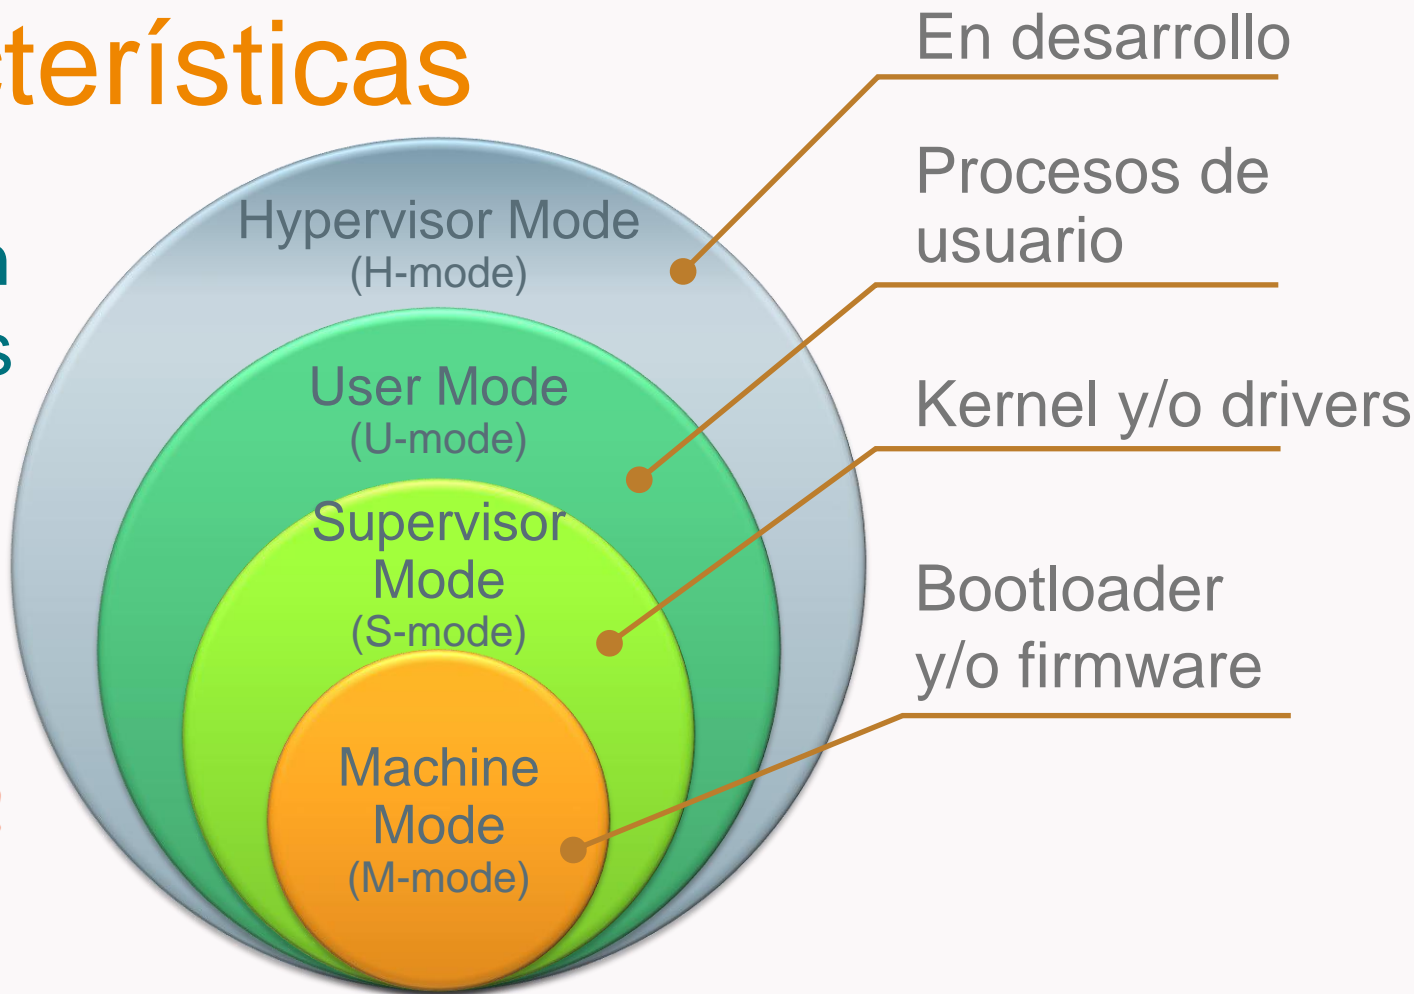 cterísticas
n
s
Hypervisor Mode
(H-mode)
User Mode
(U-mode)
Supervisor
Mode
(S-mode)
Machine
Mode
(M-mode)
En desarrollo
Procesos de
usuario
Kernel y/o drivers
Bootloader
y/o firmware